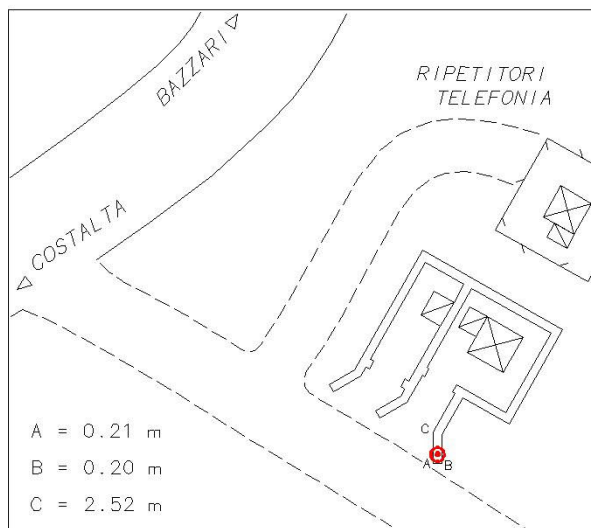 BAZZARI
RIPETITORI
TELEFONIA
COSTALTA
C
A B
A = 0.21 m
B = 0.20 m
C = 2.52 m